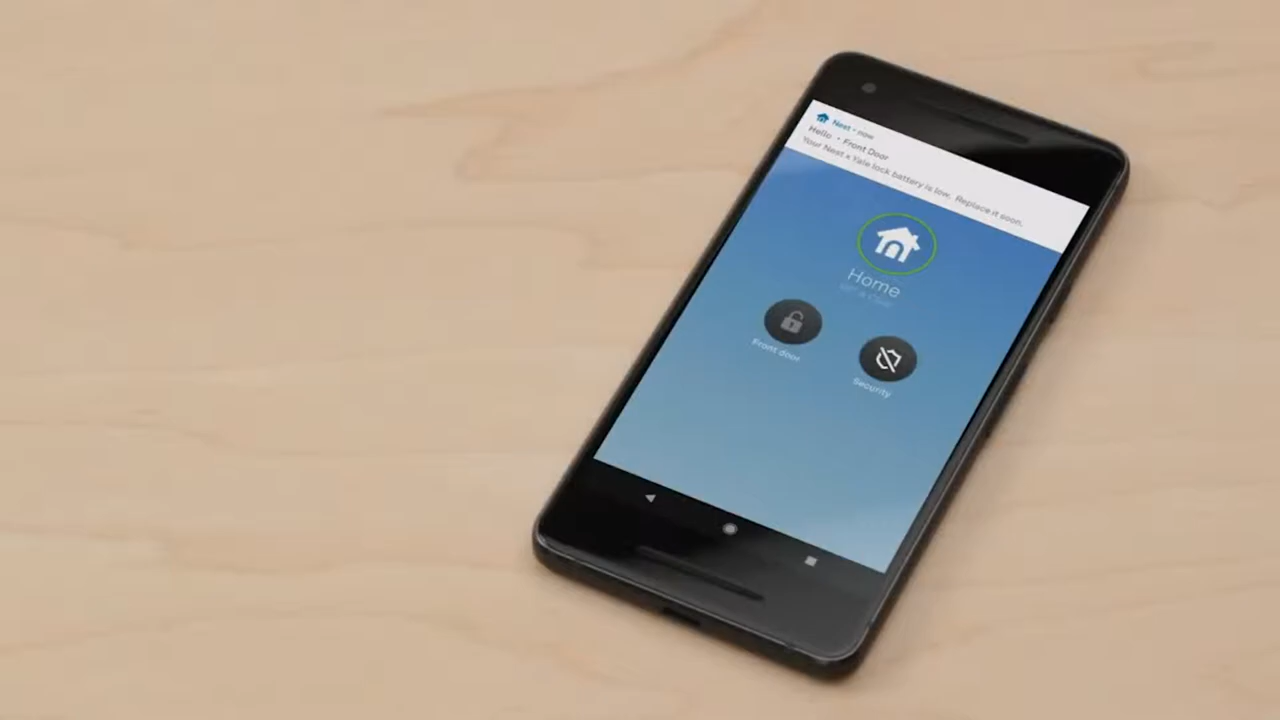 Nest • now
Hello • Front Door
Your Nest x Yale lock battery is low. Replace it soon.
Home
Front door
Security